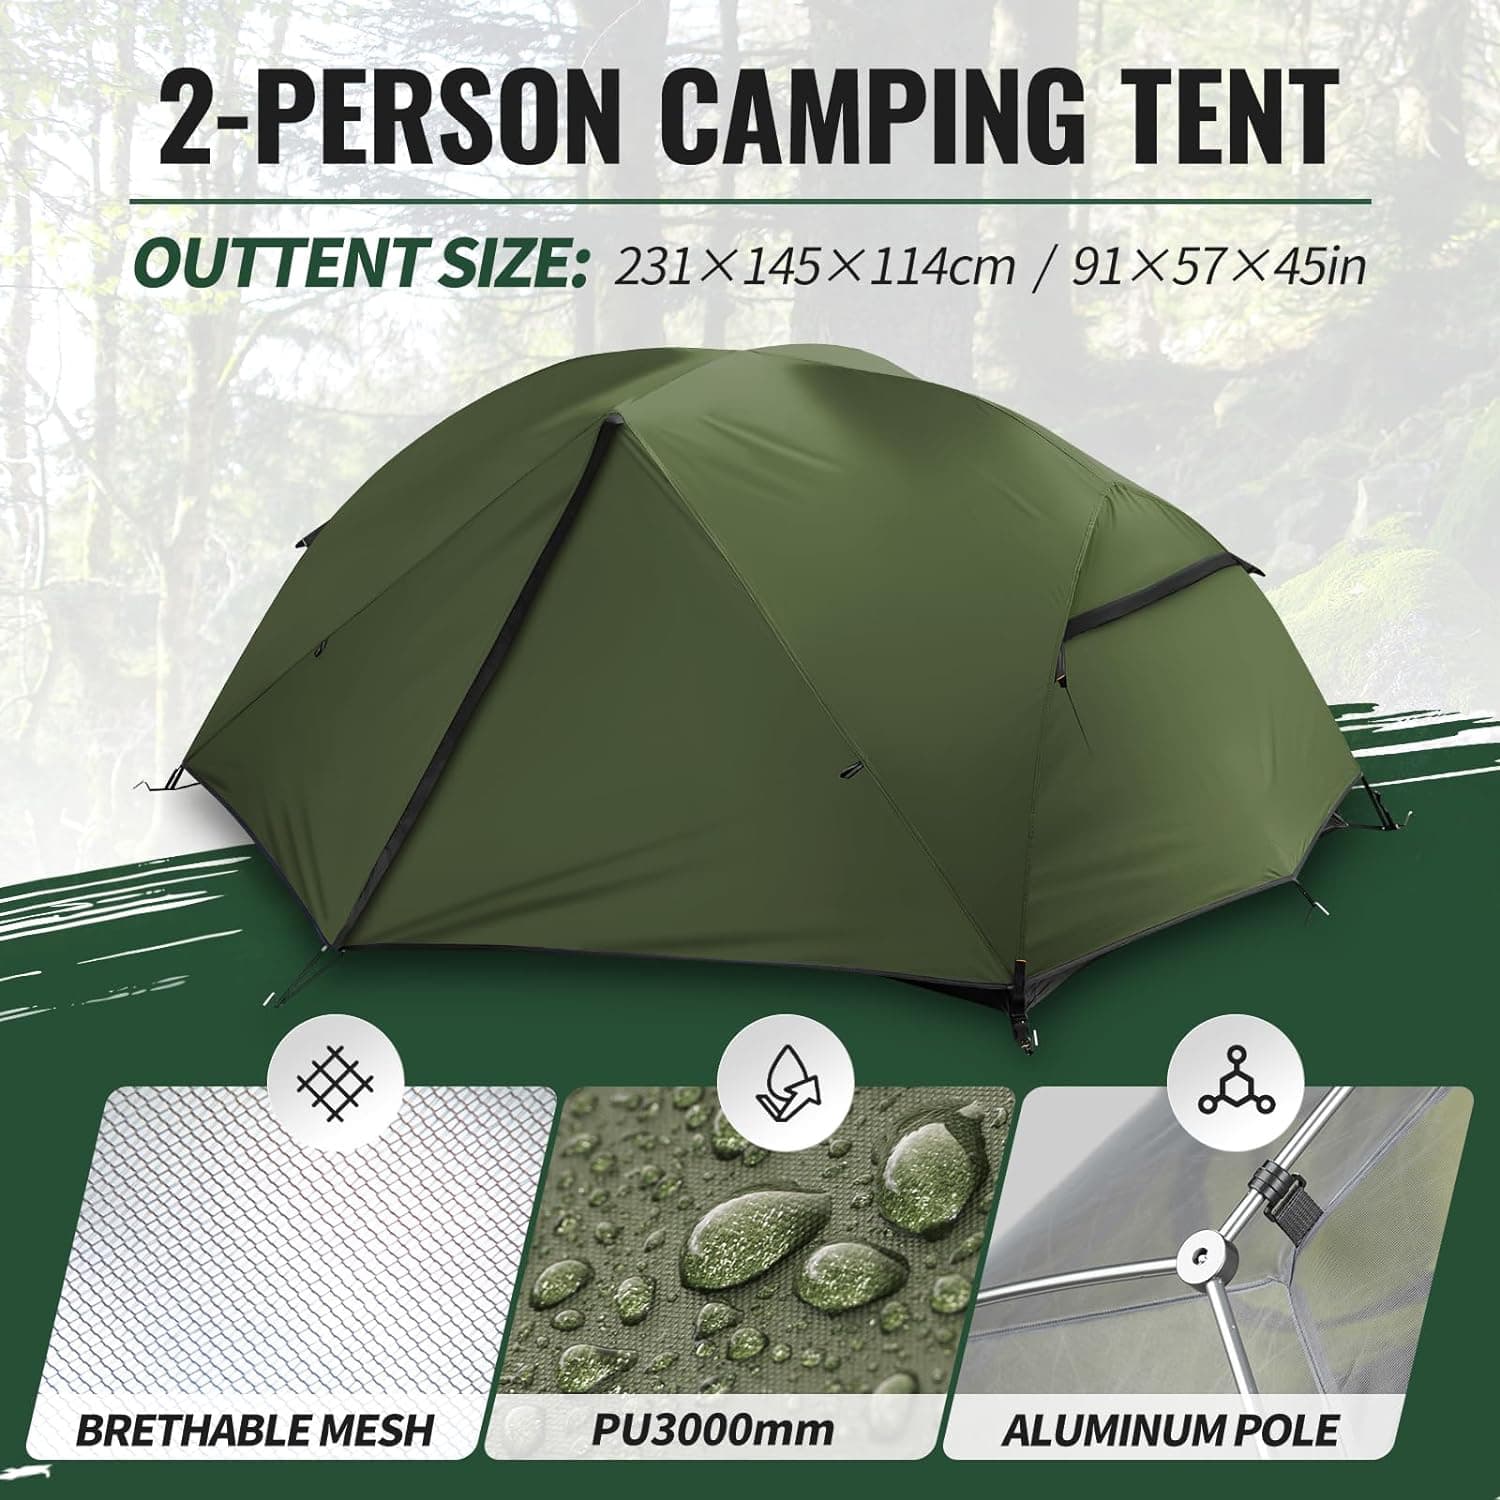 2-PERSON CAMPING TENT
OUTTENT SIZE: 231×145×114cm / 91×57×45in
BRETHABLE MESH
PU3000mm
ALUMINUM POLE